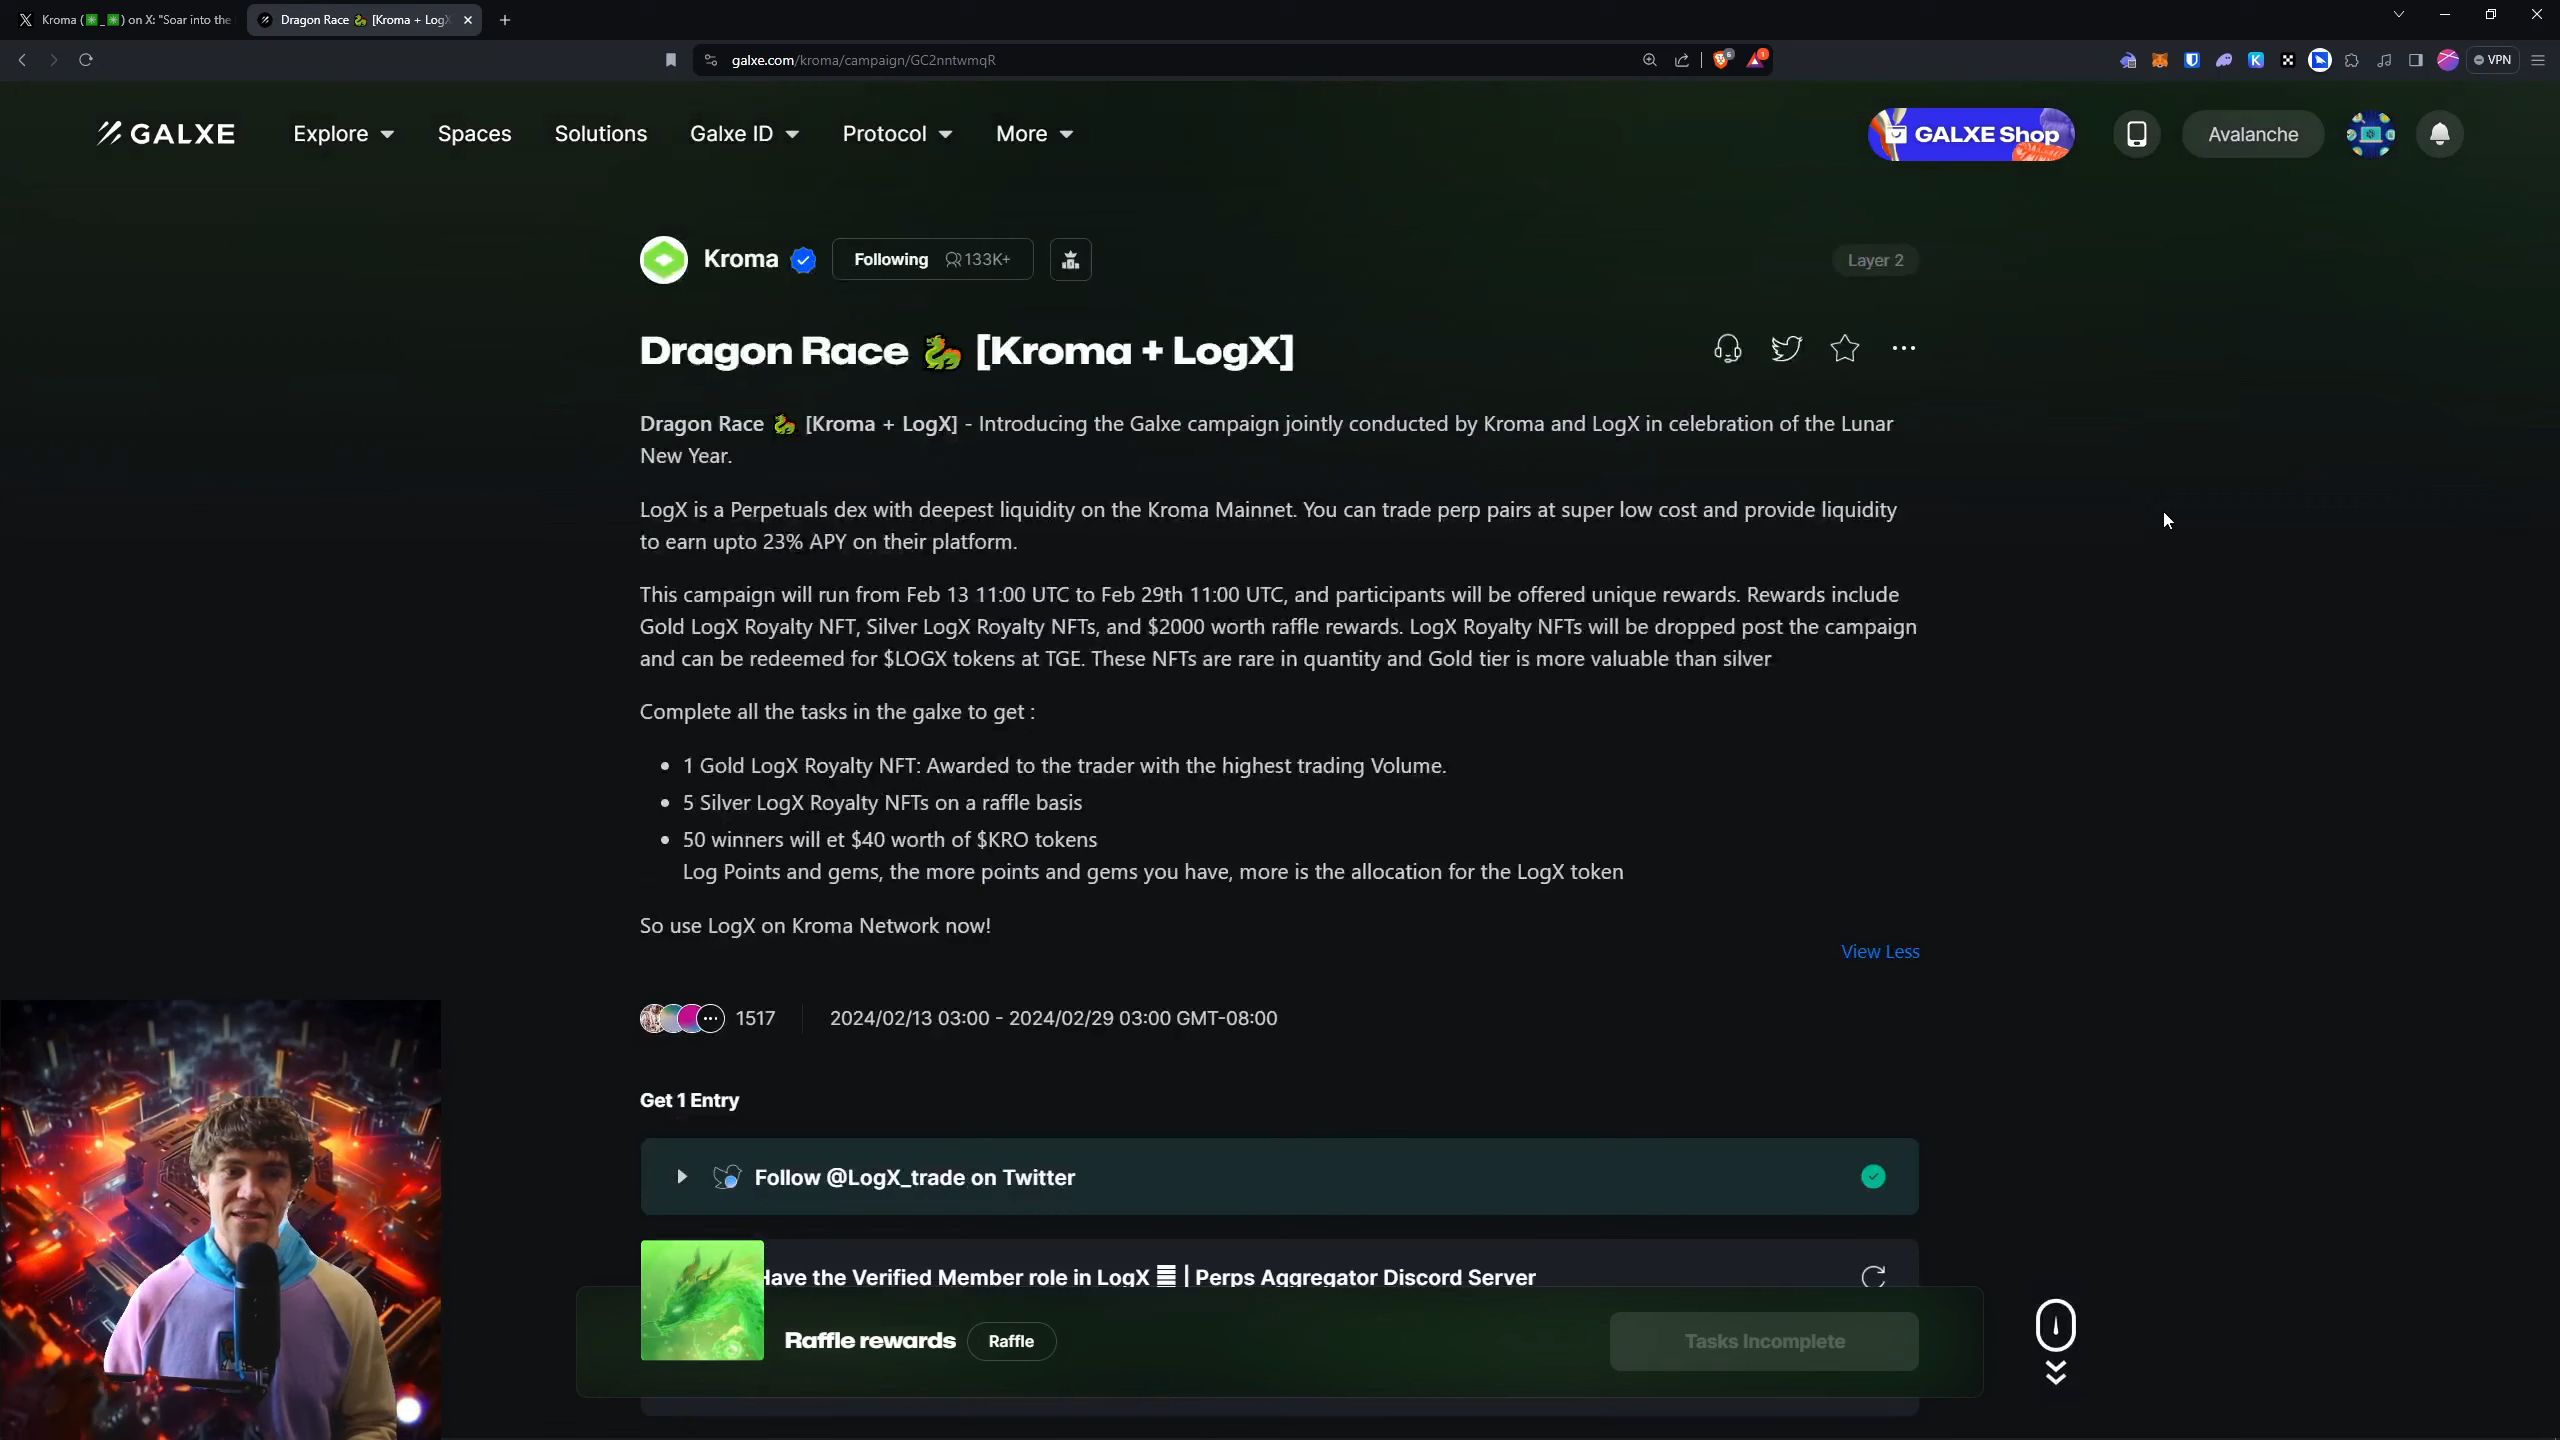 Kroma (✳️_✳️) on X: "Soar into the
Dragon Race 🐉 [Kroma + LogX
galxe.com/kroma/campaign/GC2nntwmqR
6
1
VPN
GALXE
Explore
Spaces
Solutions
Galxe ID
Protocol
More
GALXE Shop
Avalanche
Kroma
Following
133K+
Layer 2
Dragon Race 🐉 [Kroma + LogX]
Dragon Race 🐉 [Kroma + LogX] - Introducing the Galxe campaign jointly conducted by Kroma and LogX in celebration of the Lunar
New Year.
LogX is a Perpetuals dex with deepest liquidity on the Kroma Mainnet. You can trade perp pairs at super low cost and provide liquidity
to earn upto 23% APY on their platform.
This campaign will run from Feb 13 11:00 UTC to Feb 29th 11:00 UTC, and participants will be offered unique rewards. Rewards include
Gold LogX Royalty NFT, Silver LogX Royalty NFTs, and $2000 worth raffle rewards. LogX Royalty NFTs will be dropped post the campaign
and can be redeemed for $LOGX tokens at TGE. These NFTs are rare in quantity and Gold tier is more valuable than silver
Complete all the tasks in the galxe to get :
• 1 Gold LogX Royalty NFT: Awarded to the trader with the highest trading Volume.
• 5 Silver LogX Royalty NFTs on a raffle basis
• 50 winners will et $40 worth of $KRO tokens
Log Points and gems, the more points and gems you have, more is the allocation for the LogX token
So use LogX on Kroma Network now!
View Less
1517
2024/02/13 03:00 - 2024/02/29 03:00 GMT-08:00
Get 1 Entry
Follow @LogX_trade on Twitter
Have the Verified Member role in LogX | Perps Aggregator Discord Server
Raffle rewards
Raffle
Tasks Incomplete